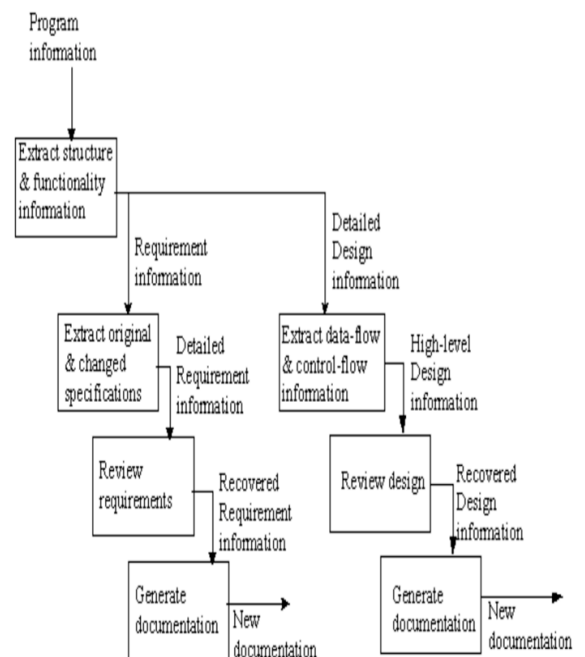 Program
information
Extract structure
& functionality
information
Requirement
information
Detailed
Design
information
Extract original
& changed
specifications
Detailed
Requirement
information
Extract data-flow
& control-flow
information
High-level
Design
information
Review
requirements
Recovered
Requirement
information
Review design
Recovered
Design
information
Generate
documentation
New
documentation
Generate
documentation
New
documentation